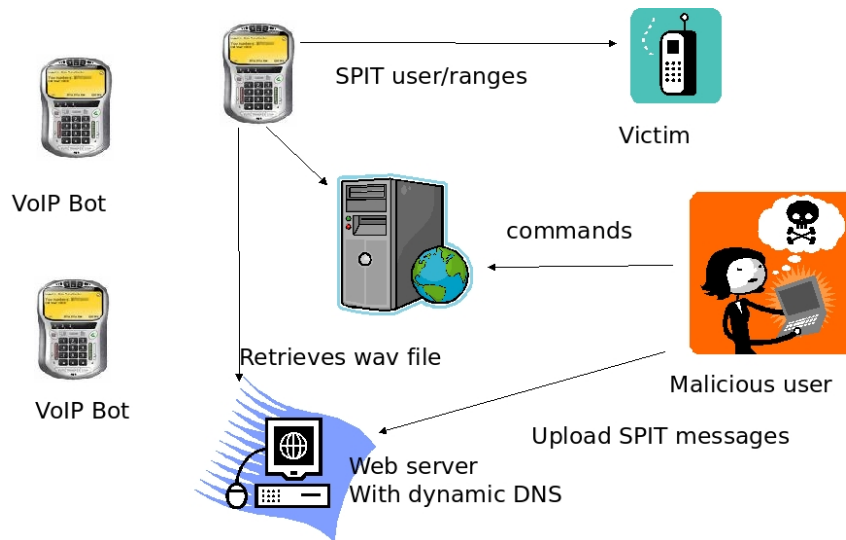 SPIT user/ranges
Victim
VoIP Bot
commands
Retrieves wav file
Malicious user
VoIP Bot
Upload SPIT messages
Web server
With dynamic DNS